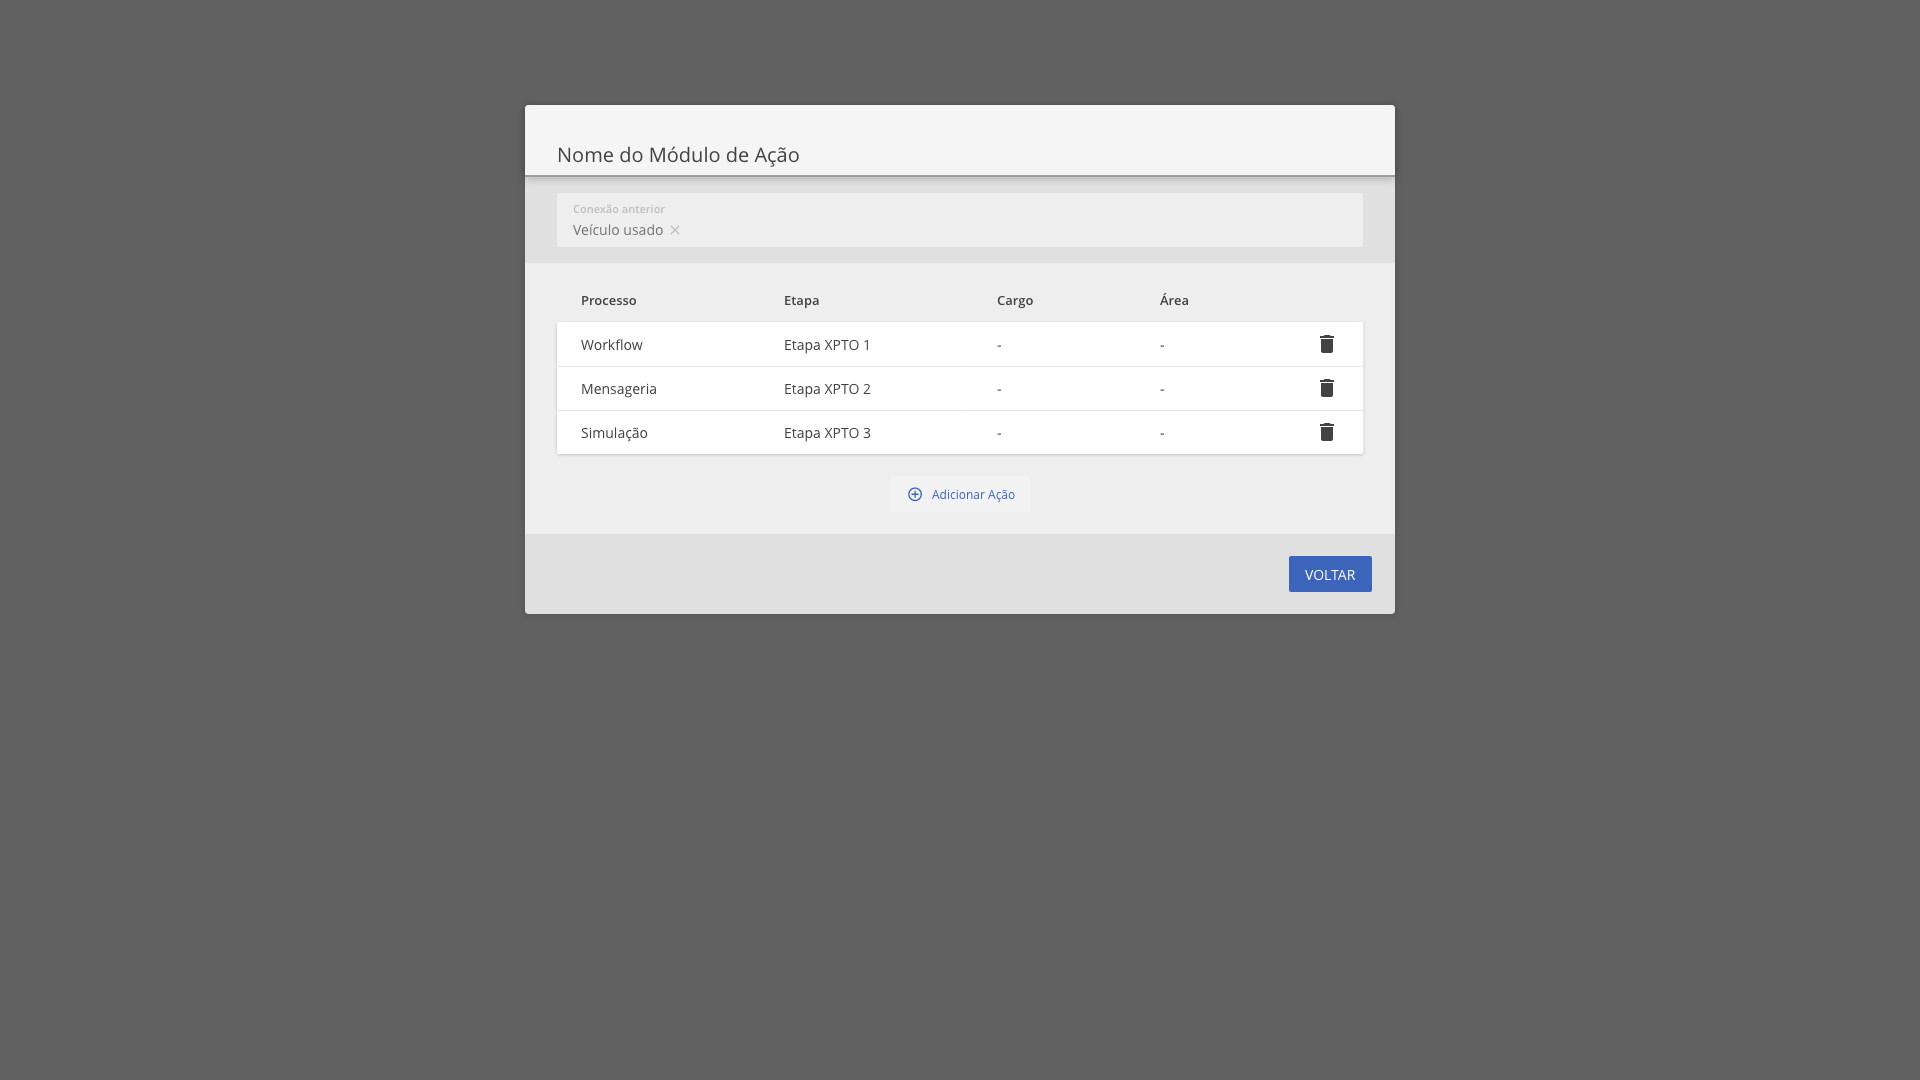 Nome do Módulo de Ação
Conexão anterior
Veículo usado
Processo Etapa Cargo Área
Workflow Etapa XPTO 1 - -
Mensageria Etapa XPTO 2 - -
Simulação Etapa XPTO 3 - -
Adicionar Ação
VOLTAR